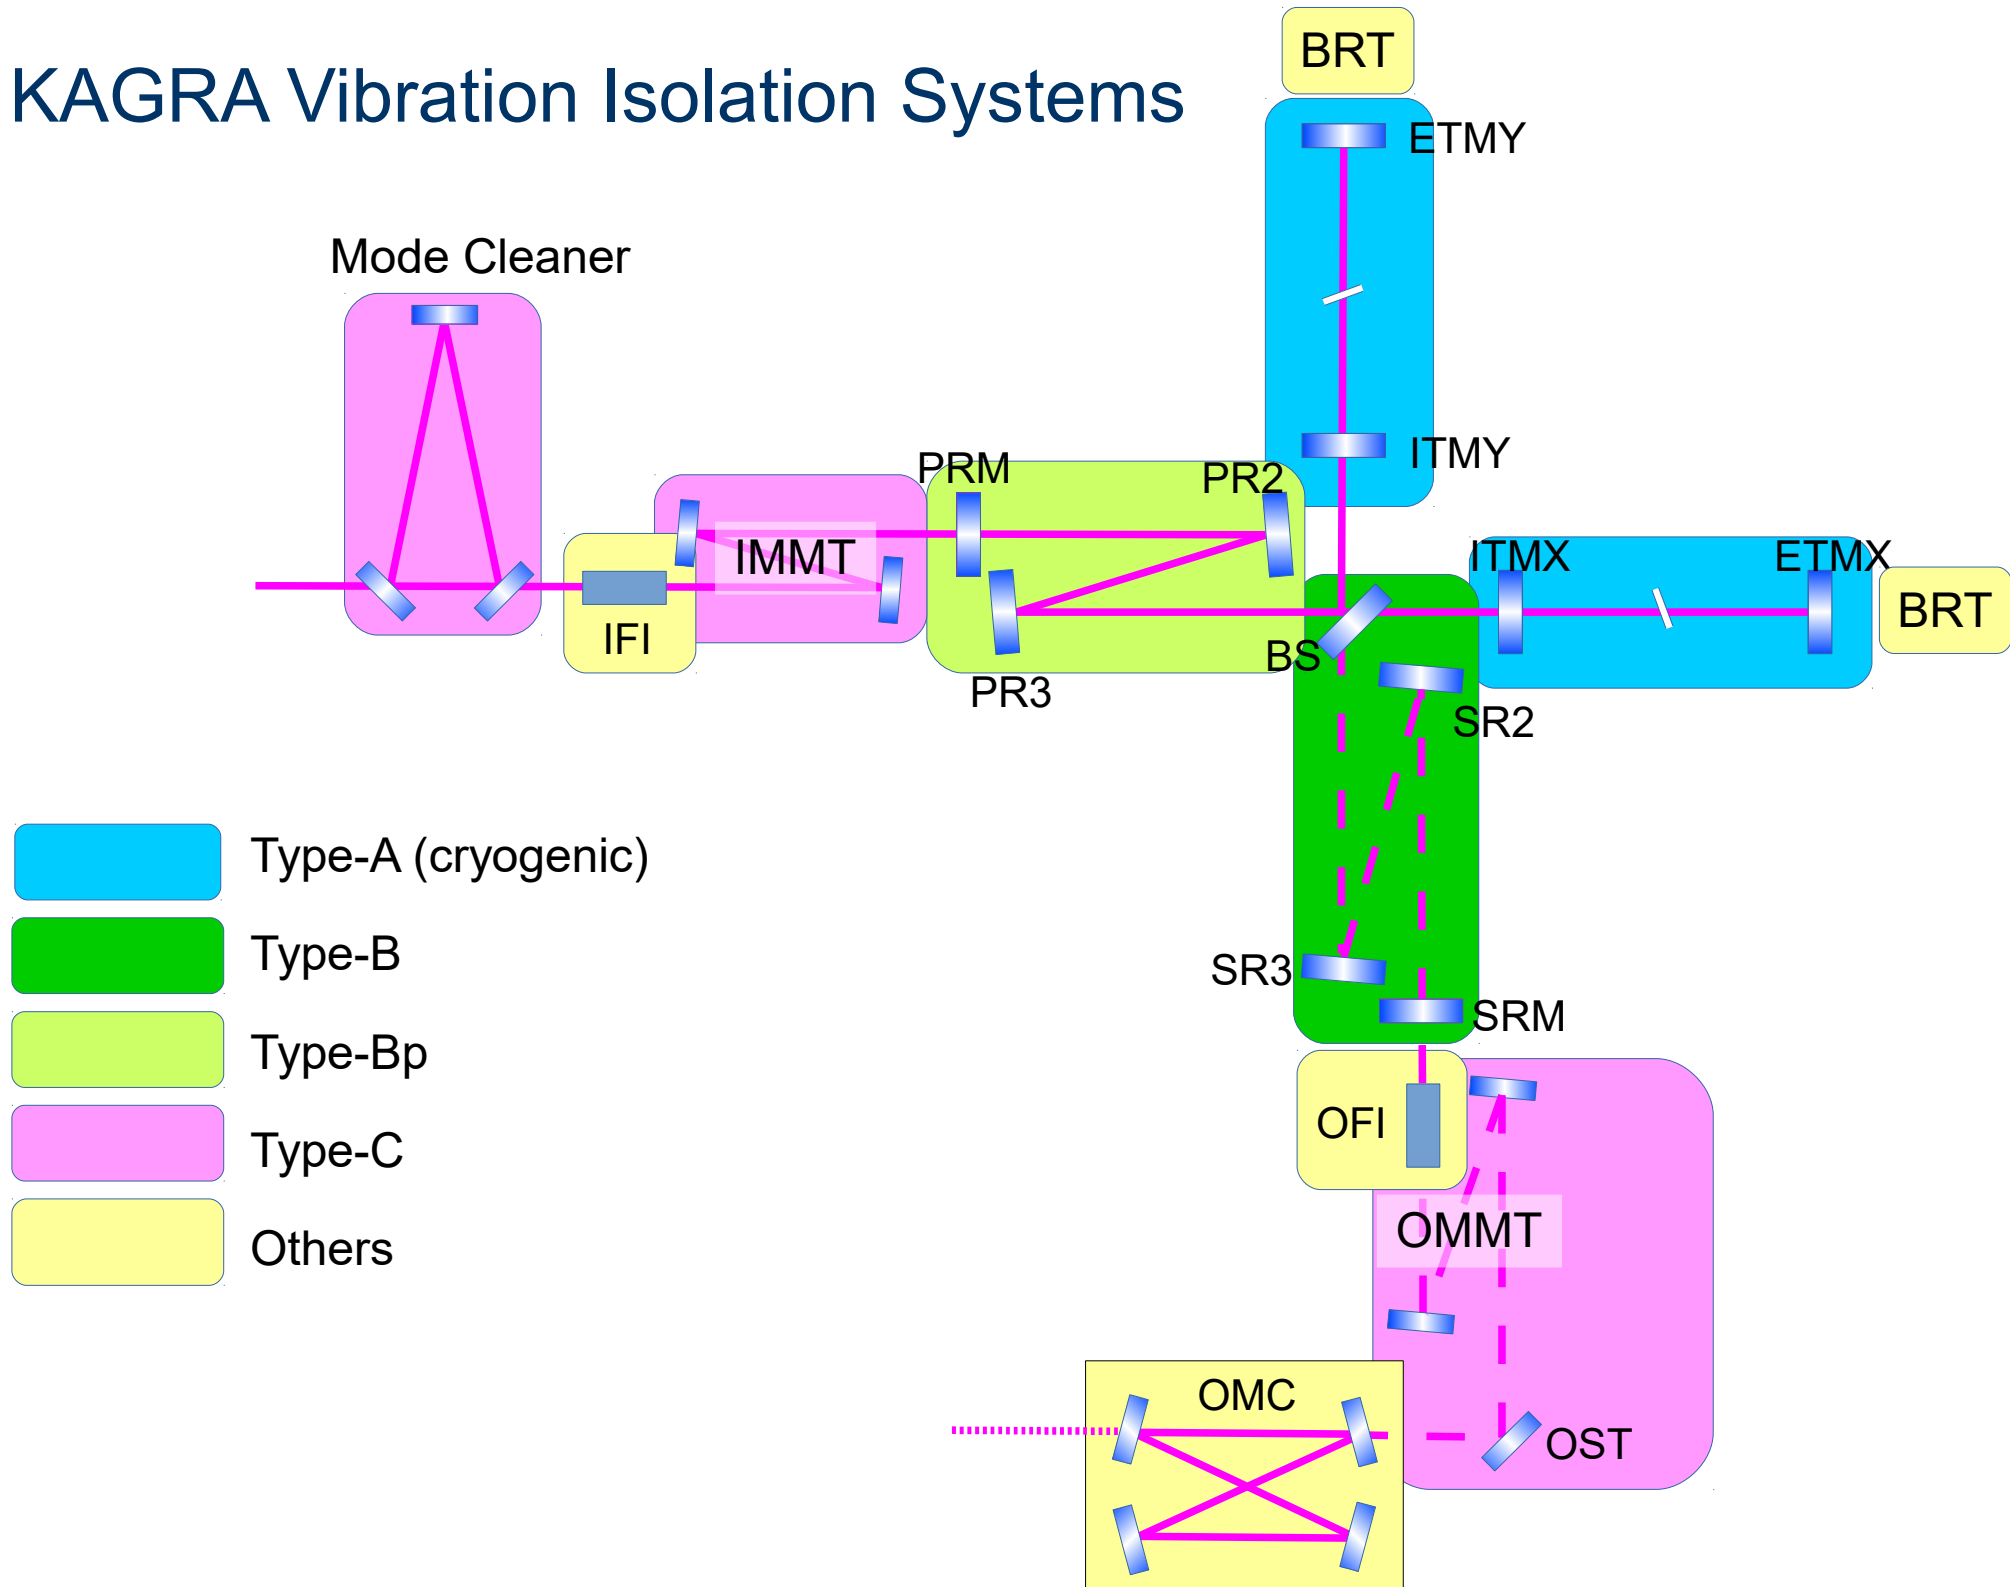 KAGRA Vibration Isolation Systems
BRT
ETMY
Mode Cleaner
ITMY
PRM
PR2
IMMT
ITMX
ETMX
BRT
IFI
BS
PR3
SR2
Type-A (cryogenic)
Type-B
SR3
SRM
Type-Bp
OFI
Type-C
OMMT
Others
OMC
OST